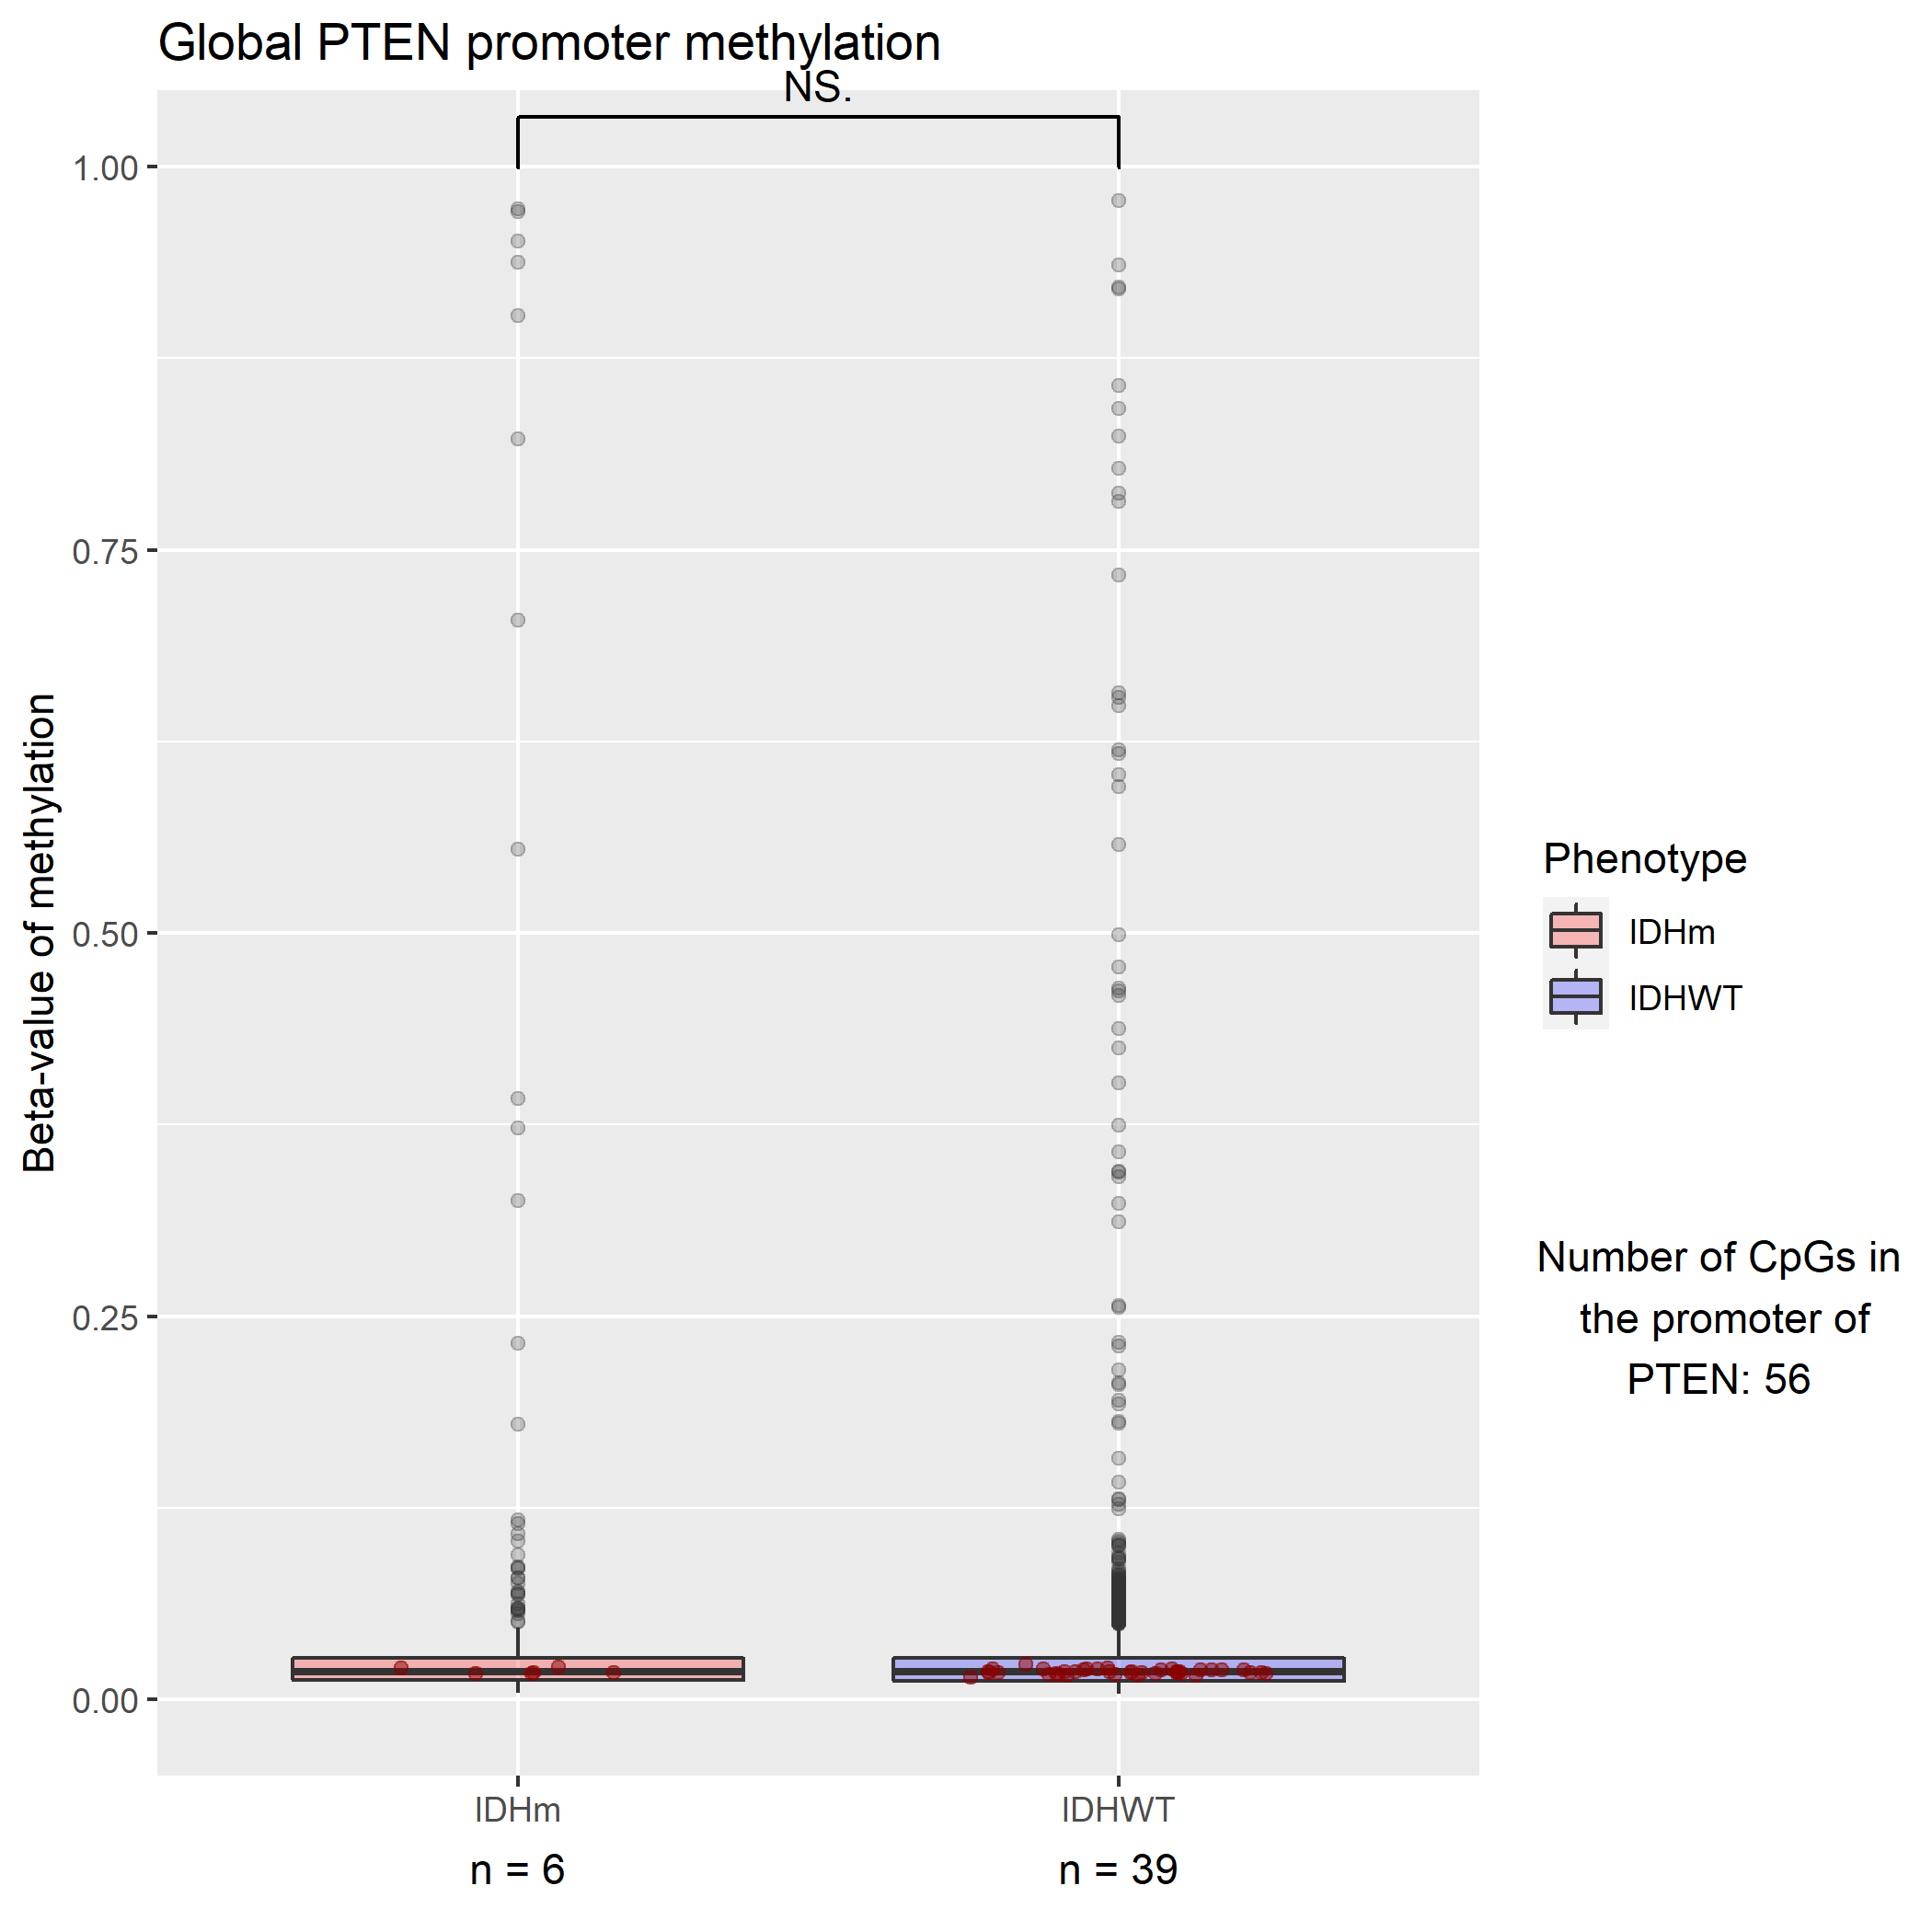 Global PTEN promoter methylation
NS.
1.00
0.75
0.50
0.25
0.00
Beta-value of methylation
IDHm
IDHWT
n = 6
n = 39
Phenotype
IDHm
IDHWT
Number of CpGs in
the promoter of
PTEN: 56